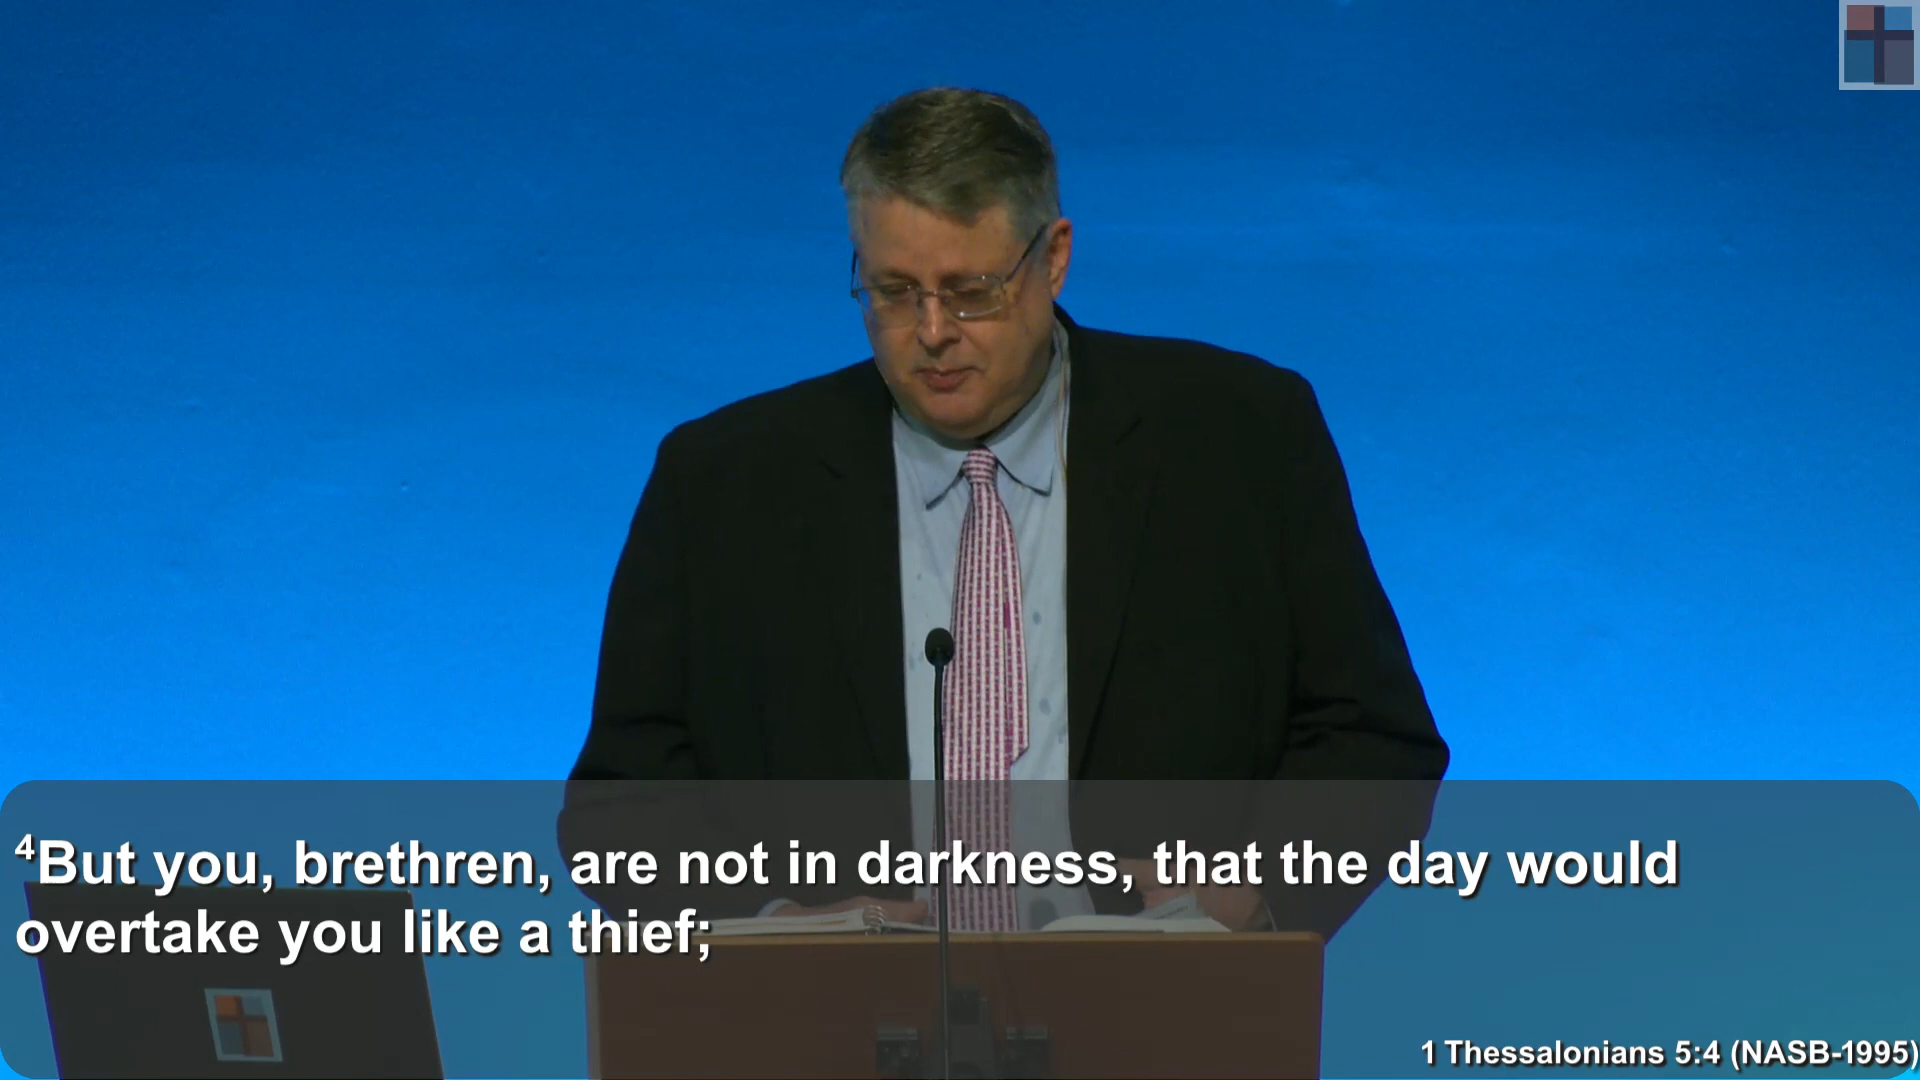 ⁴But you, brethren, are not in darkness, that the day would
overtake you like a thief;
1 Thessalonians 5:4 (NASB-1995)